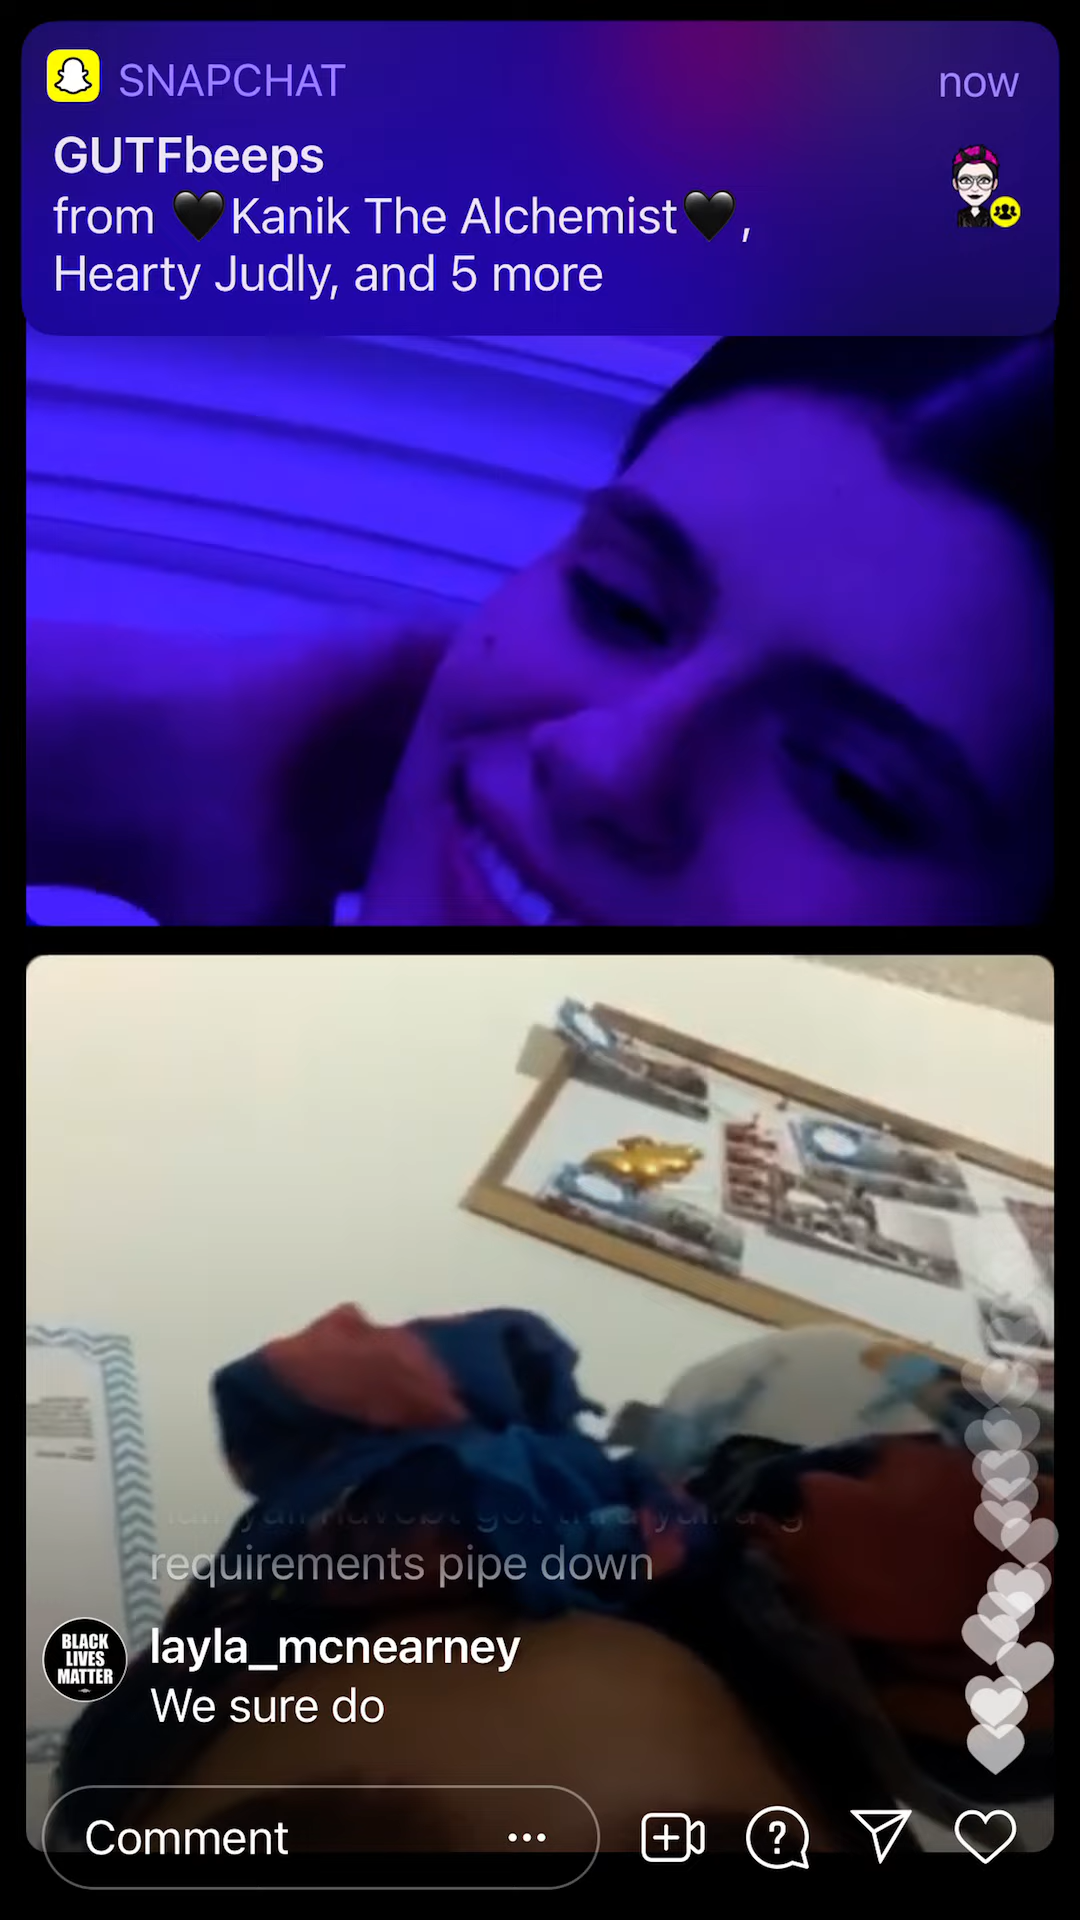 SNAPCHAT
now
GUTFbeeps
from 🖤Kanik The Alchemist🖤,
Hearty Judly, and 5 more
requirements pipe down
BLACK
LIVES
MATTER
layla_mcnearney
We sure do
Comment